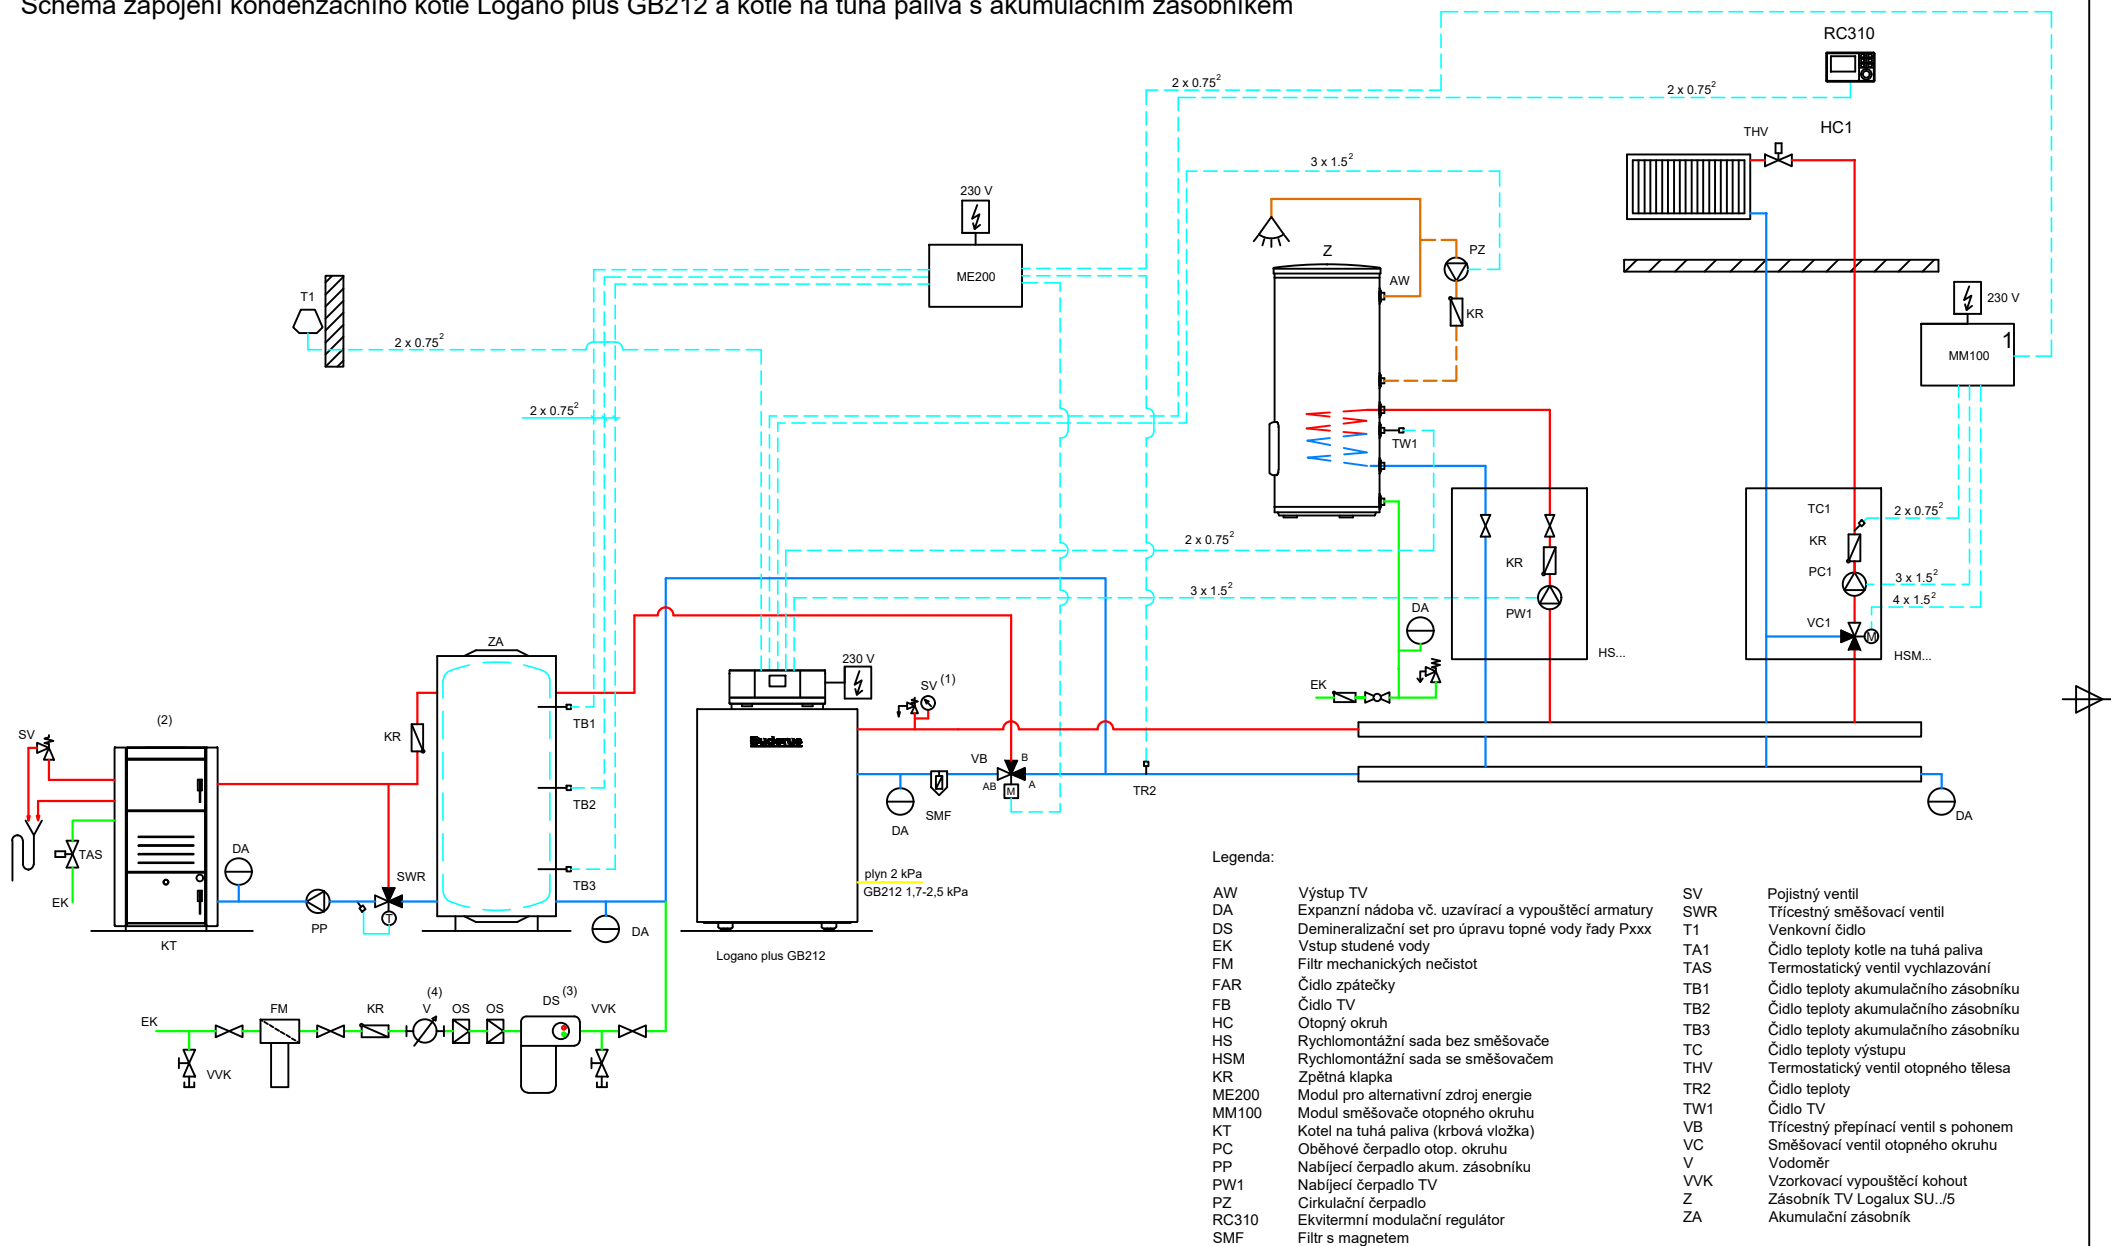 Schéma zapojení kondenzačního kotle Logano plus GB212 a kotle na tuhá paliva s akumulačním zásobníkem
RC310
2 x 0.75²
2 x 0.75²
HC1
THV
3 x 1.5²
230 V
ME200
Z
PZ
AW
KR
230 V
1
MM100
T1
2 x 0.75²
2 x 0.75²
TW1
TC1
2 x 0.75²
KR
PC1
3 x 1.5²
4 x 1.5²
VC1
M
HSM...
2 x 0.75²
KR
3 x 1.5²
PW1
HS...
DA
EK
ZA
230 V
SV (1)
TB1
(2)
SV
KR
Buderus
VB
B
AB
A
M
TR2
TB2
DA
SMF
DA
TAS
DA
SWR
TB3
plyn 2 kPa
GB212 1,7-2,5 kPa
EK
T
PP
DA
KT
Logano plus GB212
EK
FM
KR
(4)
V
OS
OS
DS (3)
VVK
VVK
Legenda:
AW Výstup TV
DA Expanzní nádoba vč. uzavírací a vypouštěcí armatury
DS Demineralizační set pro úpravu topné vody řady Pxxx
EK Vstup studené vody
FM Filtr mechanických nečistot
FAR Čidlo zpátečky
FB Čidlo TV
HC Otopný okruh
HS Rychlomontážní sada bez směšovače
HSM Rychlomontážní sada se směšovačem
KR Zpětná klapka
ME200 Modul pro alternativní zdroj energie
MM100 Modul směšovače otopného okruhu
KT Kotel na tuhá paliva (krbová vložka)
PC Oběhové čerpadlo otop. okruhu
PP Nabíjecí čerpadlo akum. zásobníku
PW1 Nabíjecí čerpadlo TV
PZ Cirkulační čerpadlo
RC310 Ekvitermní modulační regulátor
SMF Filtr s magnetem
SV Pojistný ventil
SWR Třícestný směšovací ventil
T1 Venkovní čidlo
TA1 Čidlo teploty kotle na tuhá paliva
TAS Termostatický ventil vychlazování
TB1 Čidlo teploty akumulačního zásobníku
TB2 Čidlo teploty akumulačního zásobníku
TB3 Čidlo teploty akumulačního zásobníku
TC Čidlo teploty výstupu
THV Termostatický ventil otopného tělesa
TR2 Čidlo teploty
TW1 Čidlo TV
VB Třícestný přepínací ventil s pohonem
VC Směšovací ventil otopného okruhu
V Vodoměr
VVK Vzorkovací vypouštěcí kohout
Z Zásobník TV Logalux SU../5
ZA Akumulační zásobník